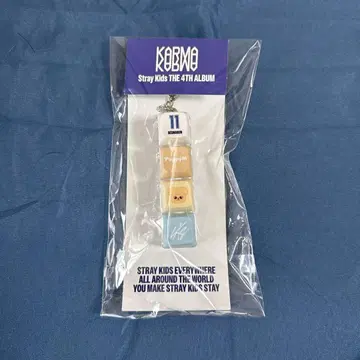 KARMA
KARMA
Stray Kids THE 4TH ALBUM
11
STRAY KIDS EVERYWHERE
ALL AROUND THE WORLD
YOU MAKE STRAY KIDS STAY